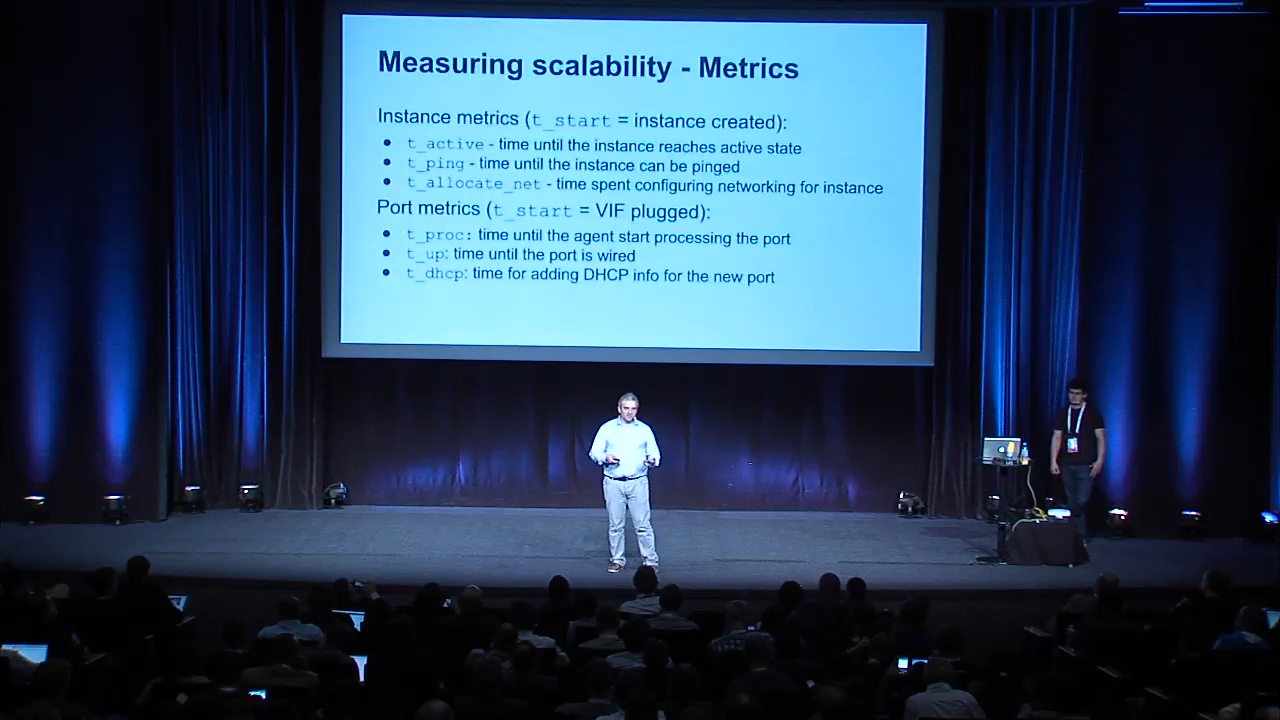 Measuring scalability - Metrics
Instance metrics (t_start = instance created):
● t_active - time until the instance reaches active state
● t_ping - time until the instance can be pinged
● t_allocate_net - time spent configuring networking for instance
Port metrics (t_start = VIF plugged):
● t_proc: time until the agent start processing the port
● t_up: time until the port is wired
● t_dhcp: time for adding DHCP info for the new port